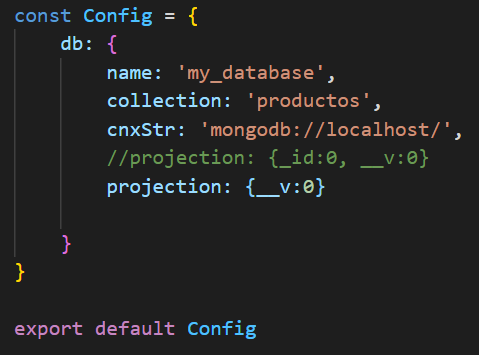 const Config = {
    db: {
        name: 'my_database',
        collection: 'productos',
        cnxStr: 'mongodb://localhost/',
        //projection: {_id:0, __v:0}
        projection: {__v:0}
    }
}
export default Config